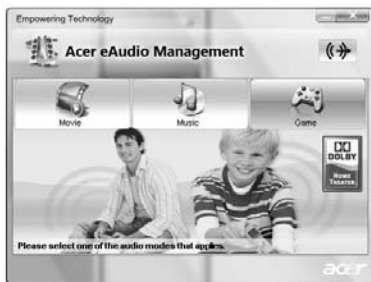 Empowering Technology
Acer eAudio Management
Movie
Music
Game
DOLBY
HOME
THEATER
Please select one of the audio modes that applies.
acer